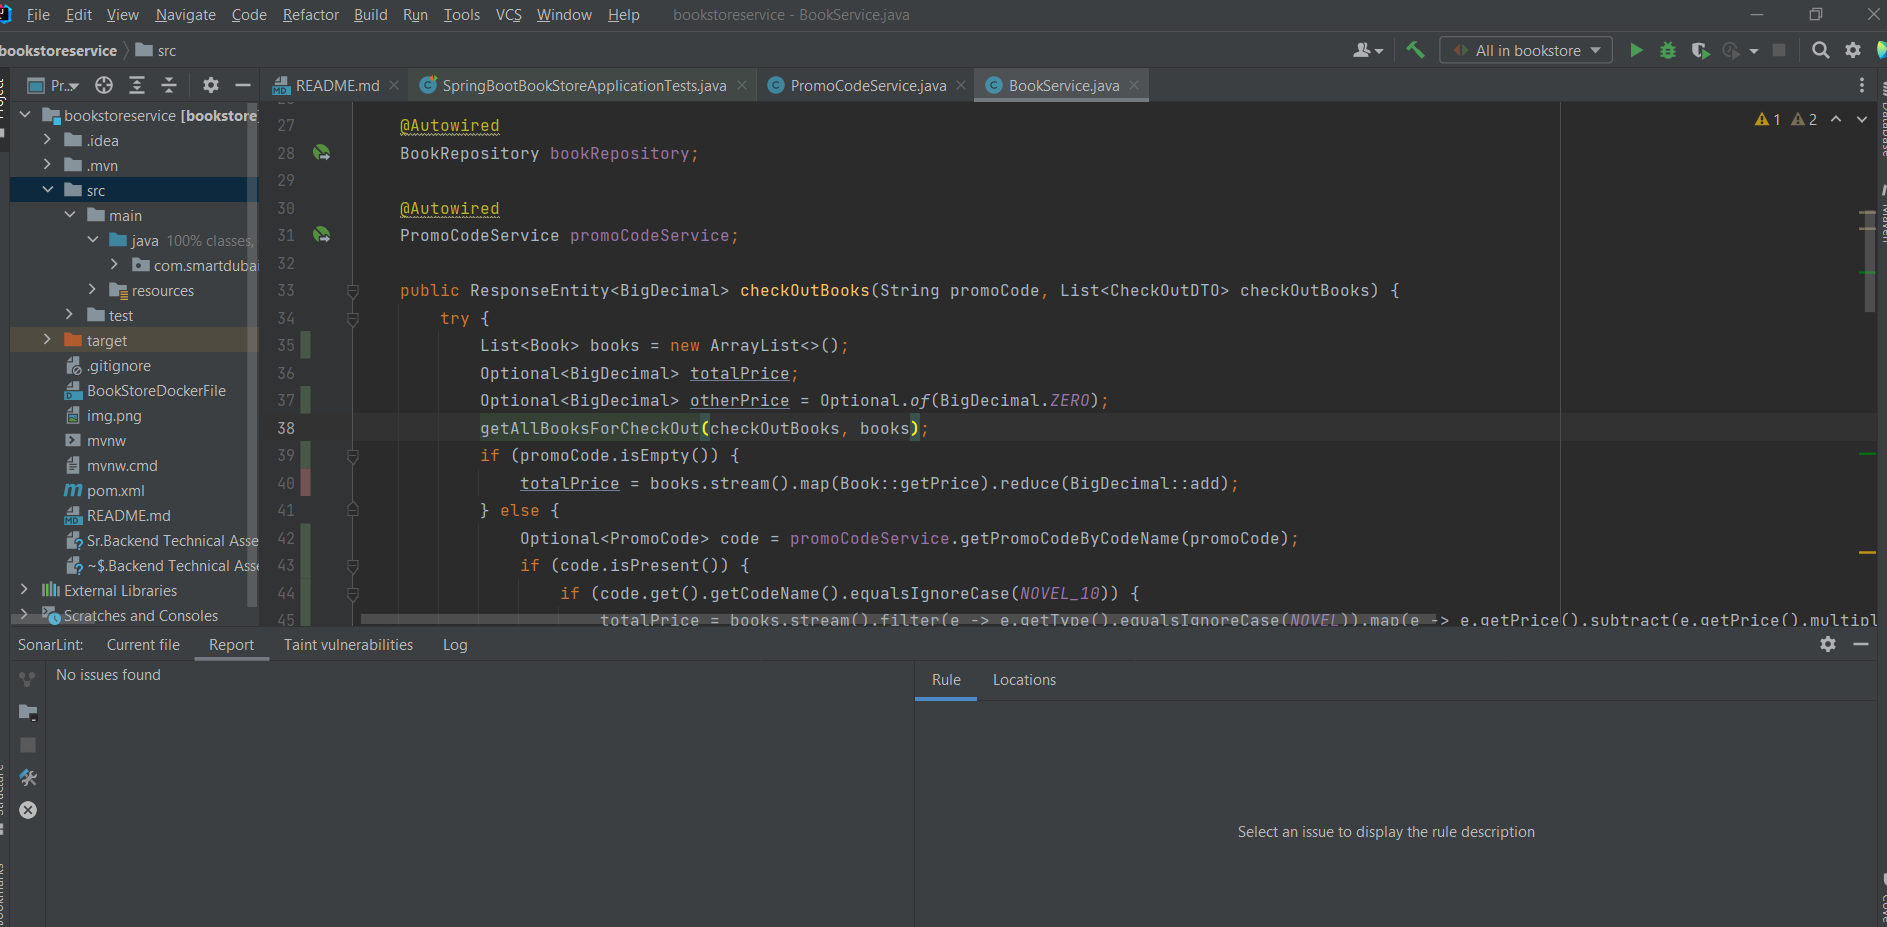 File Edit View Navigate Code Refactor Build Run Tools VCS Window Help bookstoreservice - BookService.java
bookstoreservice src All in bookstore
Pr... README.md SpringBootBookStoreApplicationTests.java PromoCodeService.java BookService.java
Project
bookstoreservice [bookstore
.idea
.mvn
src
main
java 100% classes,
com.smartdubai
resources
test
target
.gitignore
BookStoreDockerFile
img.png
mvnw
mvnw.cmd
pom.xml
README.md
Sr.Backend Technical Asse
~$.Backend Technical Asse
External Libraries
Scratches and Consoles
1 2
27 @Autowired
28 BookRepository bookRepository;
29
30 @Autowired
31 PromoCodeService promoCodeService;
32
33 public ResponseEntity<BigDecimal> checkOutBooks(String promoCode, List<CheckOutDTO> checkOutBooks) {
34 try {
35 List<Book> books = new ArrayList<>();
36 Optional<BigDecimal> totalPrice;
37 Optional<BigDecimal> otherPrice = Optional.of(BigDecimal.ZERO);
38 getAllBooksForCheckOut(checkOutBooks, books);
39 if (promoCode.isEmpty()) {
40 totalPrice = books.stream().map(Book::getPrice).reduce(BigDecimal::add);
41 } else {
42 Optional<PromoCode> code = promoCodeService.getPromoCodeByCodeName(promoCode);
43 if (code.isPresent()) {
44 if (code.get().getCodeName().equalsIgnoreCase(NOVEL_10)) {
45 totalPrice = books.stream().filter(e -> e.getType().equalsIgnoreCase(NOVEL)).map(e -> e.getPrice().subtract(e.getPrice().multipl
Database
Maven
SonarLint: Current file Report Taint vulnerabilities Log
No issues found
Rule Locations
Select an issue to display the rule description
Structure
Bookmarks